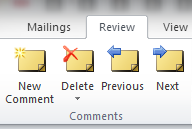 Mailings Review View
New Comment Delete Previous Next
Comments